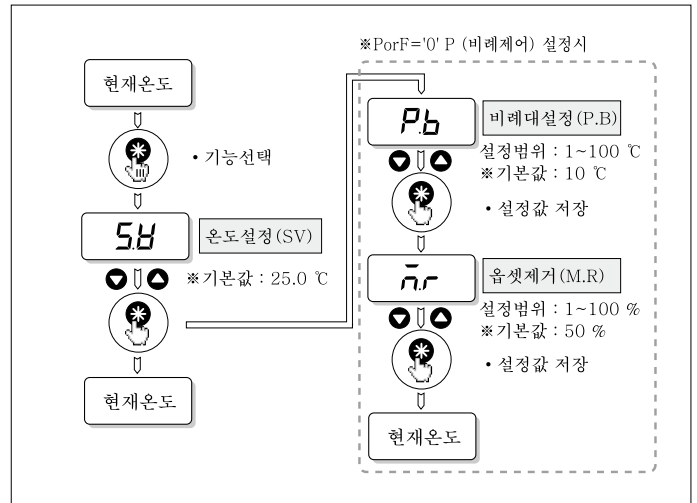 ※PorF='0' P (비례제어) 설정시
현재온도
• 기능선택
S.V
온도설정(SV)
※기본값 : 25.0 ℃
현재온도
P.b
비례대설정(P.B)
설정범위 : 1~100 ℃
※기본값 : 10 ℃
• 설정값 저장
m.r
옵셋제거(M.R)
설정범위 : 1~100 %
※기본값 : 50 %
• 설정값 저장
현재온도